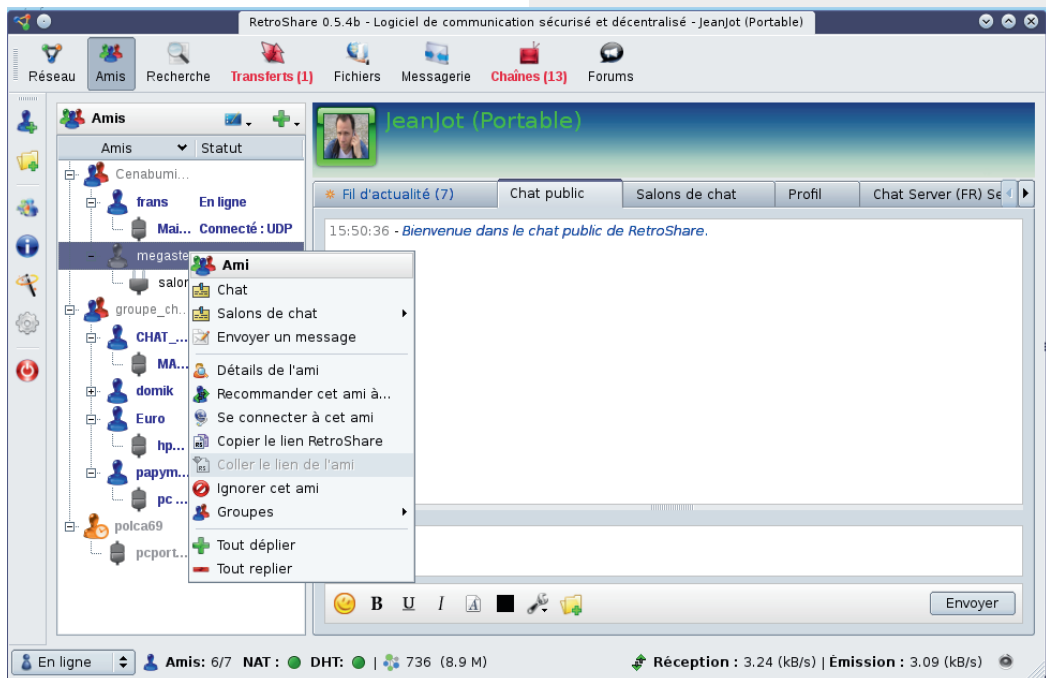 RetroShare 0.5.4b - Logiciel de communication sécurisé et décentralisé - JeanJot (Portable)
Réseau Amis Recherche Transferts (1) Fichiers Messagerie Chaînes (13) Forums
Amis
Amis Statut
Cenabumi...
frans En ligne
Mai... Connecté : UDP
megaste
salor
groupe_ch...
CHAT_...
MA...
domik
Euro
hp...
papym...
pc ...
polca69
pcport...
Ami
Chat
Salons de chat
Envoyer un message
Détails de l'ami
Recommander cet ami à...
Se connecter à cet ami
Copier le lien RetroShare
Coller le lien de l'ami
Ignorer cet ami
Groupes
Tout déplier
Tout replier
JeanJot (Portable)
Fil d'actualité (7) Chat public Salons de chat Profil Chat Server (FR) Se
15:50:36 - Bienvenue dans le chat public de RetroShare.
B U I A
Envoyer
En ligne Amis: 6/7 NAT : DHT: | 736 (8.9 M) Réception : 3.24 (kB/s) | Émission : 3.09 (kB/s)